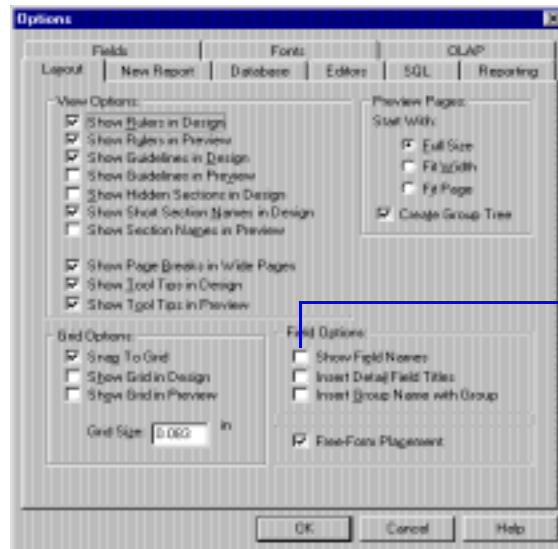 Options
Fields Fonts OLAP
Layout New Report Database Editors SQL Reporting
View Options:
Show Rulers in Design
Show Rulers in Preview
Show Guidelines in Design
Show Guidelines in Preview
Show Hidden Sections in Design
Show Short Section Names in Design
Show Section Names in Preview
Show Page Breaks in Wide Pages
Show Tool Tips in Design
Show Tool Tips in Preview
Preview Pages:
Start With:
Full Size
Fit Width
Fit Page
Create Group Tree
Grid Options:
Snap To Grid
Show Grid in Design
Show Grid in Preview
Grid Size: in
Field Options:
Show Field Names
Insert Detail Field Titles
Insert Group Name with Group
Free-Form Placement
OK Cancel Help